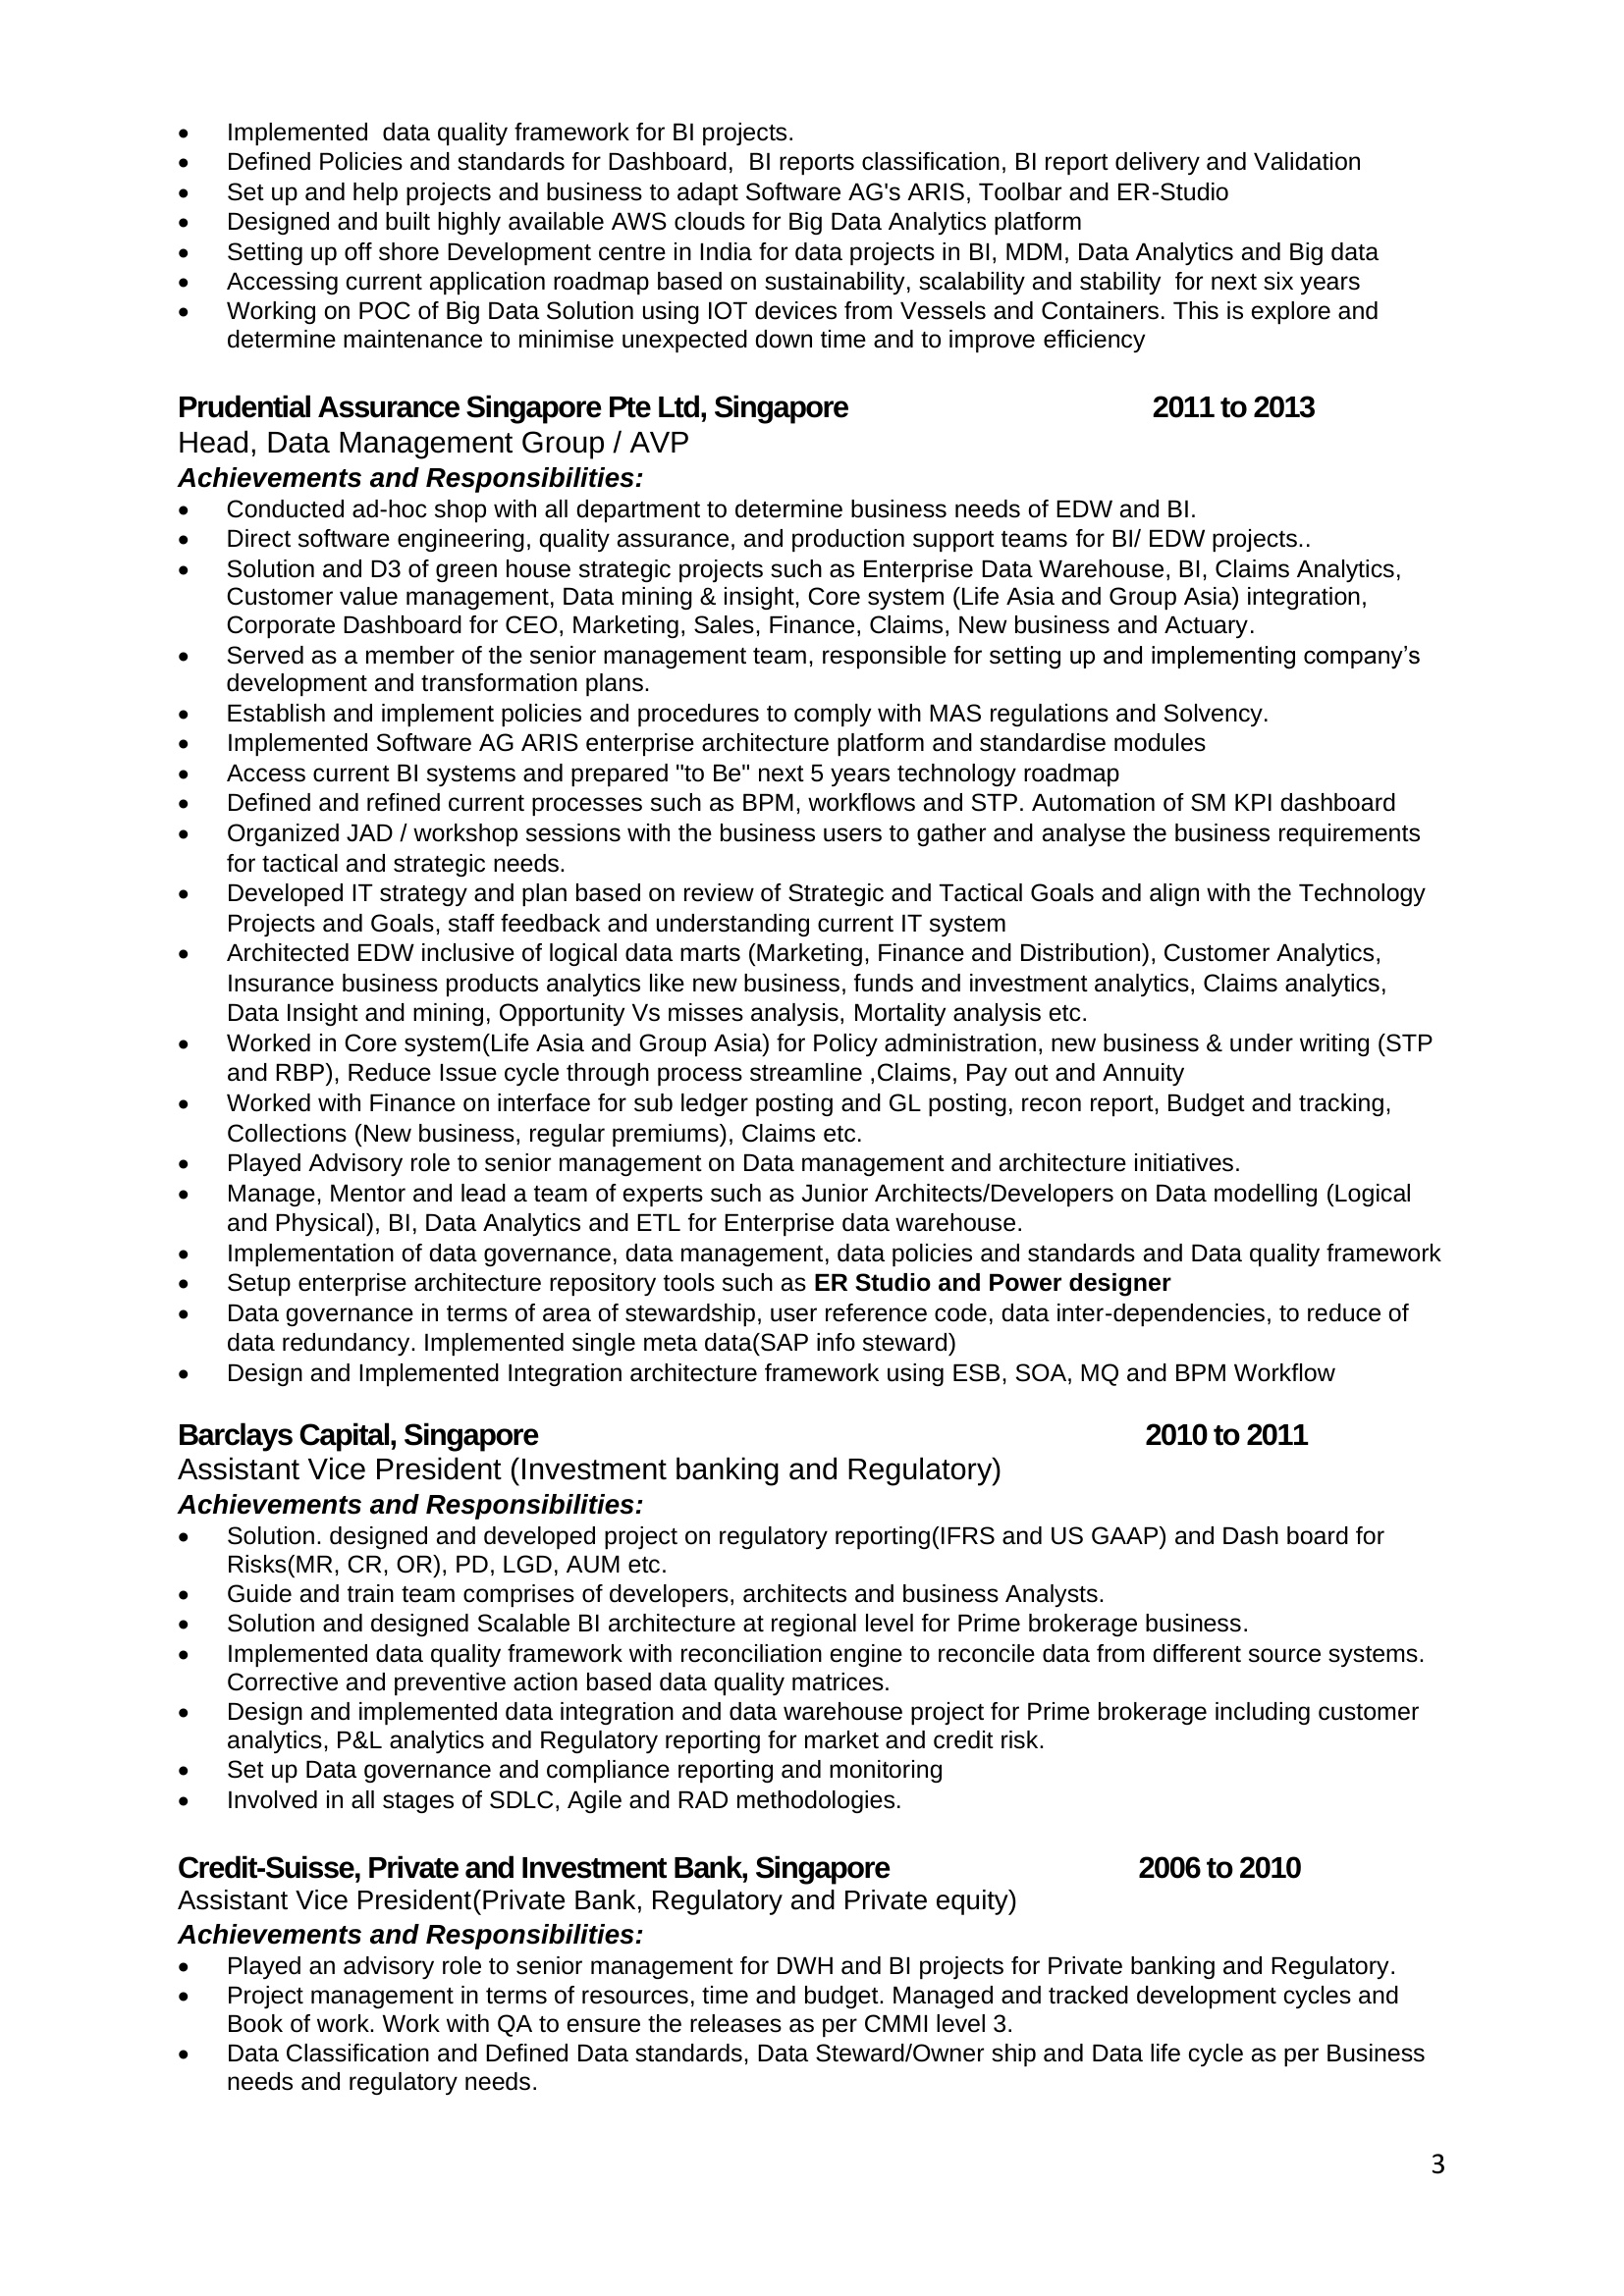 • Implemented  data quality framework for BI projects.
• Defined Policies and standards for Dashboard,  BI reports classification, BI report delivery and Validation
• Set up and help projects and business to adapt Software AG's ARIS, Toolbar and ER-Studio
• Designed and built highly available AWS clouds for Big Data Analytics platform
• Setting up off shore Development centre in India for data projects in BI, MDM, Data Analytics and Big data
• Accessing current application roadmap based on sustainability, scalability and stability  for next six years
• Working on POC of Big Data Solution using IOT devices from Vessels and Containers. This is explore and
determine maintenance to minimise unexpected down time and to improve efficiency
Prudential Assurance Singapore Pte Ltd, Singapore 2011 to 2013
Head, Data Management Group / AVP
Achievements and Responsibilities:
• Conducted ad-hoc shop with all department to determine business needs of EDW and BI.
• Direct software engineering, quality assurance, and production support teams for BI/ EDW projects..
• Solution and D3 of green house strategic projects such as Enterprise Data Warehouse, BI, Claims Analytics,
Customer value management, Data mining & insight, Core system (Life Asia and Group Asia) integration,
Corporate Dashboard for CEO, Marketing, Sales, Finance, Claims, New business and Actuary.
• Served as a member of the senior management team, responsible for setting up and implementing company’s
development and transformation plans.
• Establish and implement policies and procedures to comply with MAS regulations and Solvency.
• Implemented Software AG ARIS enterprise architecture platform and standardise modules
• Access current BI systems and prepared "to Be" next 5 years technology roadmap
• Defined and refined current processes such as BPM, workflows and STP. Automation of SM KPI dashboard
• Organized JAD / workshop sessions with the business users to gather and analyse the business requirements
for tactical and strategic needs.
• Developed IT strategy and plan based on review of Strategic and Tactical Goals and align with the Technology
Projects and Goals, staff feedback and understanding current IT system
• Architected EDW inclusive of logical data marts (Marketing, Finance and Distribution), Customer Analytics,
Insurance business products analytics like new business, funds and investment analytics, Claims analytics,
Data Insight and mining, Opportunity Vs misses analysis, Mortality analysis etc.
• Worked in Core system(Life Asia and Group Asia) for Policy administration, new business & under writing (STP
and RBP), Reduce Issue cycle through process streamline ,Claims, Pay out and Annuity
• Worked with Finance on interface for sub ledger posting and GL posting, recon report, Budget and tracking,
Collections (New business, regular premiums), Claims etc.
• Played Advisory role to senior management on Data management and architecture initiatives.
• Manage, Mentor and lead a team of experts such as Junior Architects/Developers on Data modelling (Logical
and Physical), BI, Data Analytics and ETL for Enterprise data warehouse.
• Implementation of data governance, data management, data policies and standards and Data quality framework
• Setup enterprise architecture repository tools such as ER Studio and Power designer
• Data governance in terms of area of stewardship, user reference code, data inter-dependencies, to reduce of
data redundancy. Implemented single meta data(SAP info steward)
• Design and Implemented Integration architecture framework using ESB, SOA, MQ and BPM Workflow
Barclays Capital, Singapore 2010 to 2011
Assistant Vice President (Investment banking and Regulatory)
Achievements and Responsibilities:
• Solution. designed and developed project on regulatory reporting(IFRS and US GAAP) and Dash board for
Risks(MR, CR, OR), PD, LGD, AUM etc.
• Guide and train team comprises of developers, architects and business Analysts.
• Solution and designed Scalable BI architecture at regional level for Prime brokerage business.
• Implemented data quality framework with reconciliation engine to reconcile data from different source systems.
Corrective and preventive action based data quality matrices.
• Design and implemented data integration and data warehouse project for Prime brokerage including customer
analytics, P&L analytics and Regulatory reporting for market and credit risk.
• Set up Data governance and compliance reporting and monitoring
• Involved in all stages of SDLC, Agile and RAD methodologies.
Credit-Suisse, Private and Investment Bank, Singapore 2006 to 2010
Assistant Vice President(Private Bank, Regulatory and Private equity)
Achievements and Responsibilities:
• Played an advisory role to senior management for DWH and BI projects for Private banking and Regulatory.
• Project management in terms of resources, time and budget. Managed and tracked development cycles and
Book of work. Work with QA to ensure the releases as per CMMI level 3.
• Data Classification and Defined Data standards, Data Steward/Owner ship and Data life cycle as per Business
needs and regulatory needs.
3